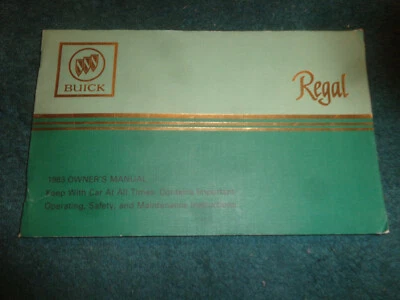 BUICK
Regal
1983 OWNER'S MANUAL
Keep With Car At All Times. Contains Important
Operating, Safety, and Maintenance Instructions